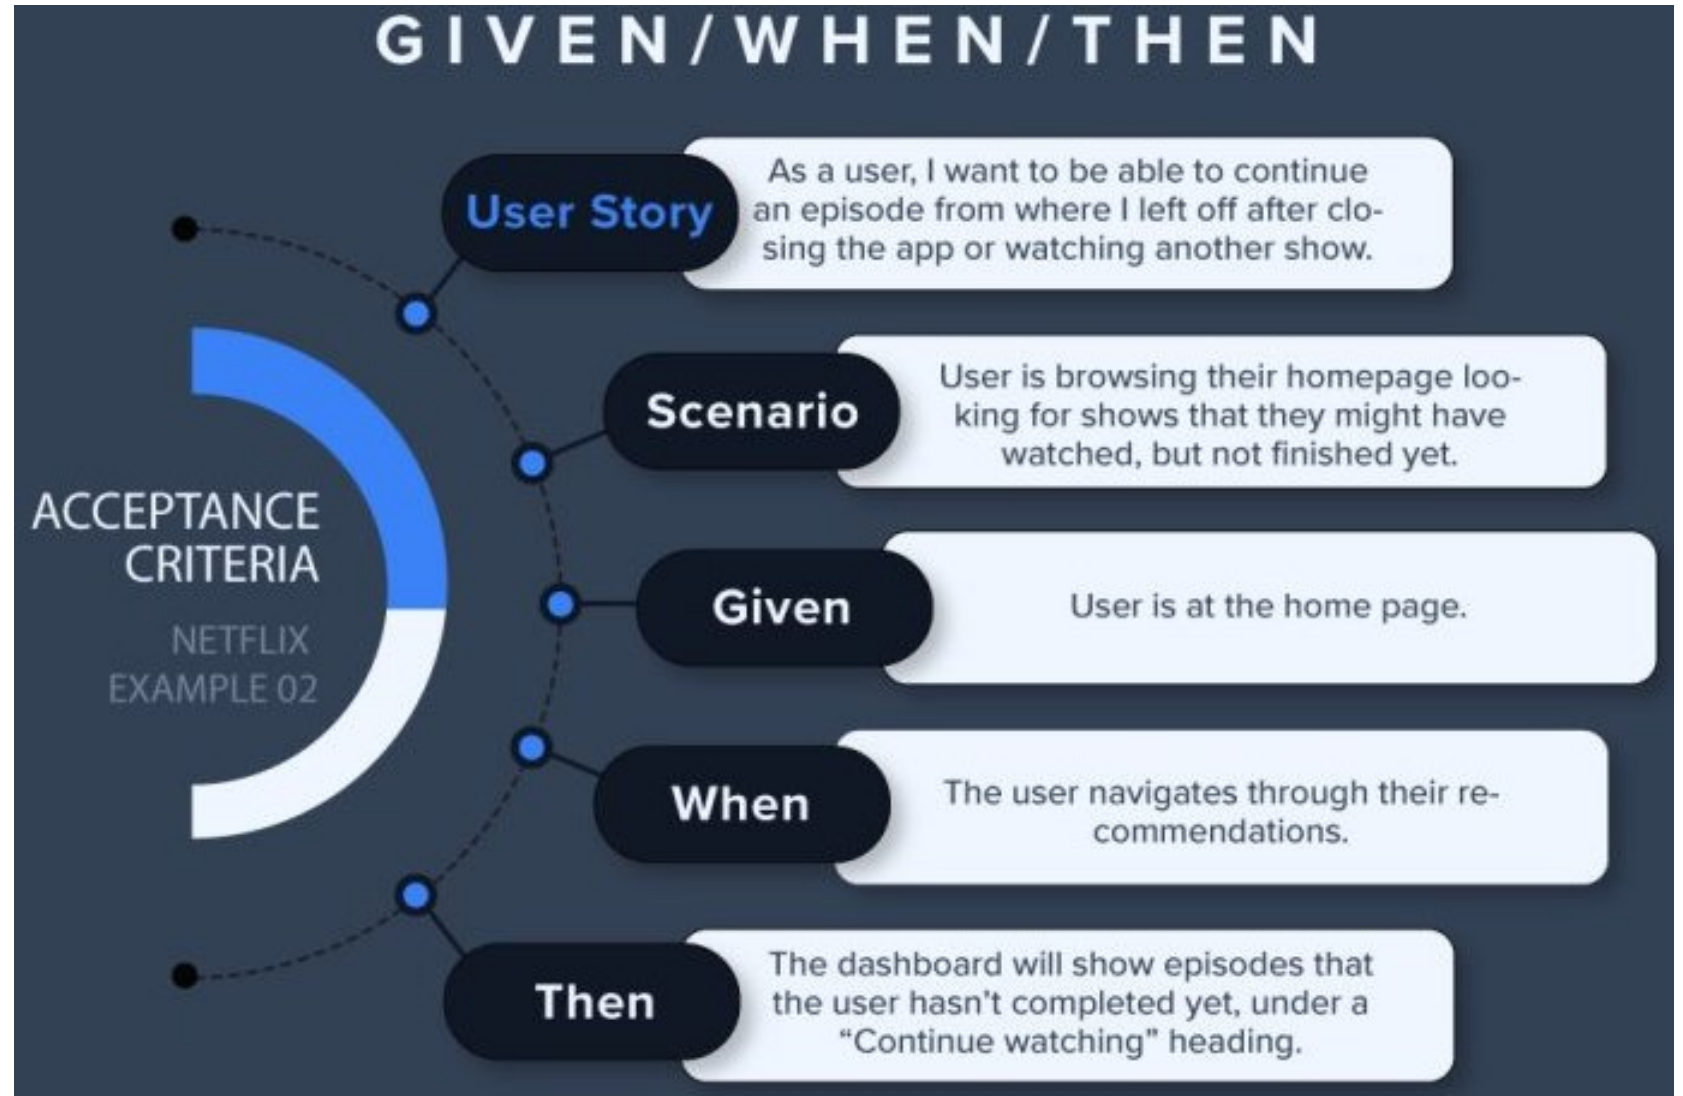 GIVEN/WHEN/THEN
User Story
As a user, I want to be able to continue
an episode from where I left off after clo-
sing the app or watching another show.
Scenario
User is browsing their homepage loo-
king for shows that they might have
watched, but not finished yet.
ACCEPTANCE
CRITERIA
NETFLIX
EXAMPLE 02
Given
User is at the home page.
When
The user navigates through their re-
commendations.
Then
The dashboard will show episodes that
the user hasn't completed yet, under a
“Continue watching” heading.